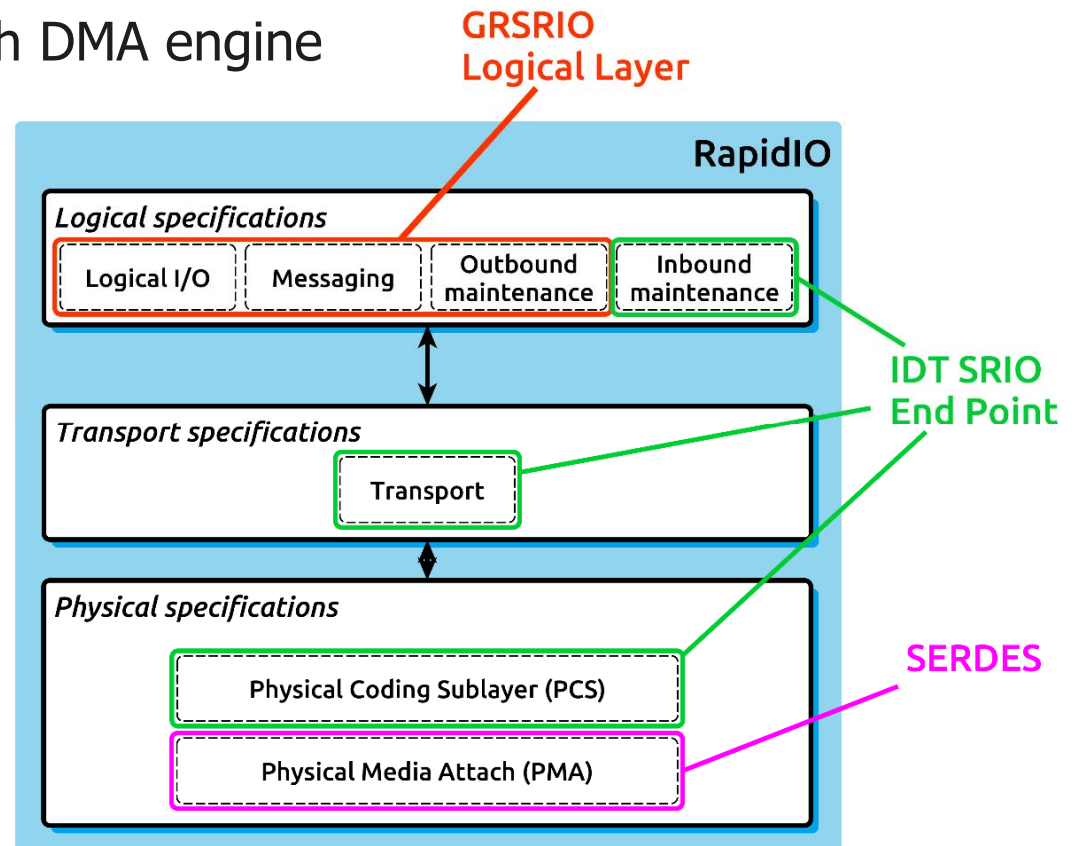 h DMA engine
GRSRIO
Logical Layer
RapidIO
Logical specifications
Logical I/O
Messaging
Outbound
maintenance
Inbound
maintenance
IDT SRIO
End Point
Transport specifications
Transport
Physical specifications
Physical Coding Sublayer (PCS)
SERDES
Physical Media Attach (PMA)